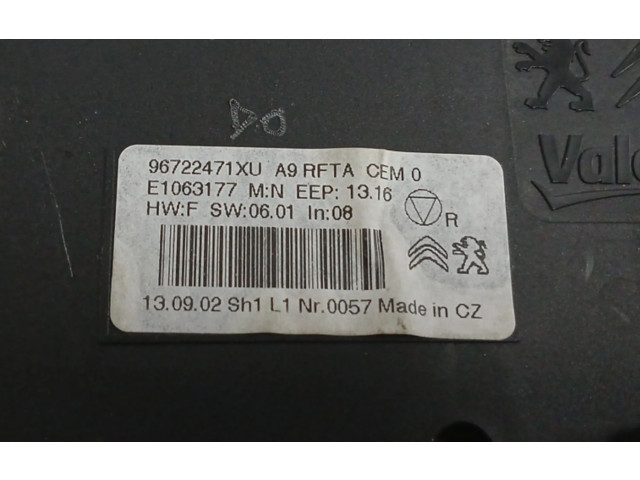 96722471XU A9 RFTA CEM 0
E1063177 M:N EEP: 13.16
HW:F SW:06.01 In:08
R
13.09.02 Sh1 L1 Nr.0057 Made in CZ